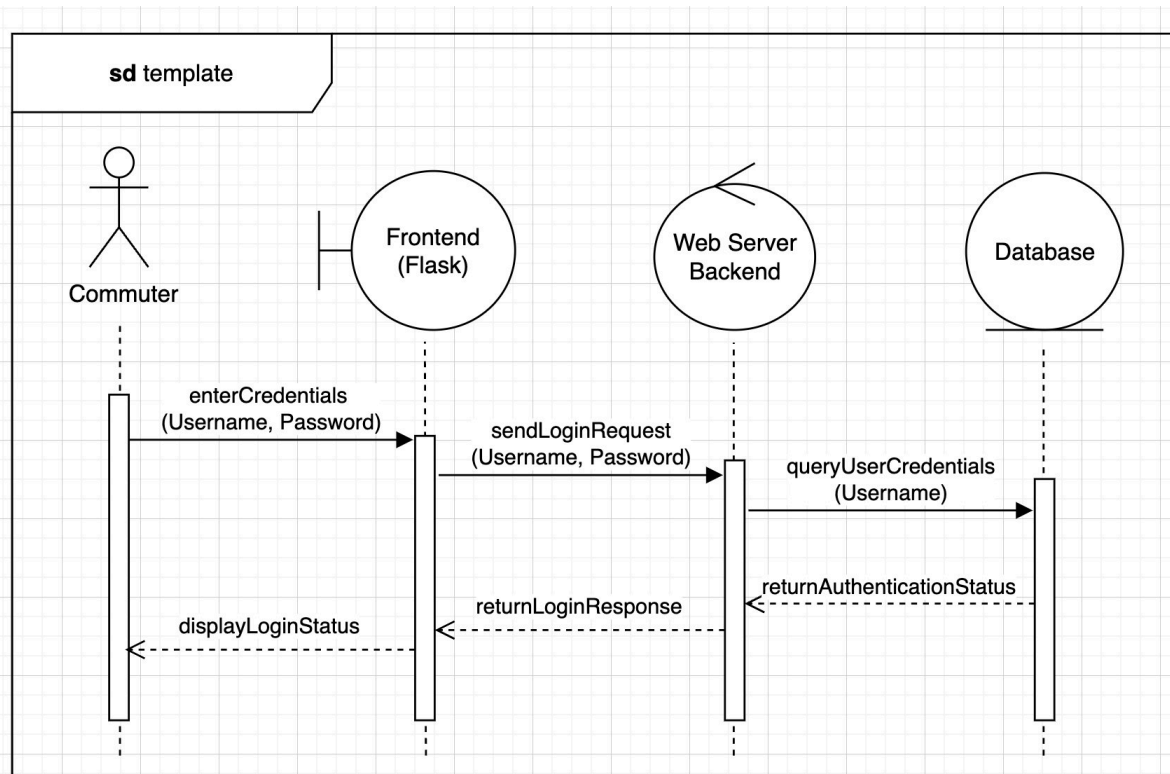 sd template
Commuter
Frontend
(Flask)
Web Server
Backend
Database
enterCredentials
(Username, Password)
sendLoginRequest
(Username, Password)
queryUserCredentials
(Username)
returnAuthenticationStatus
returnLoginResponse
displayLoginStatus